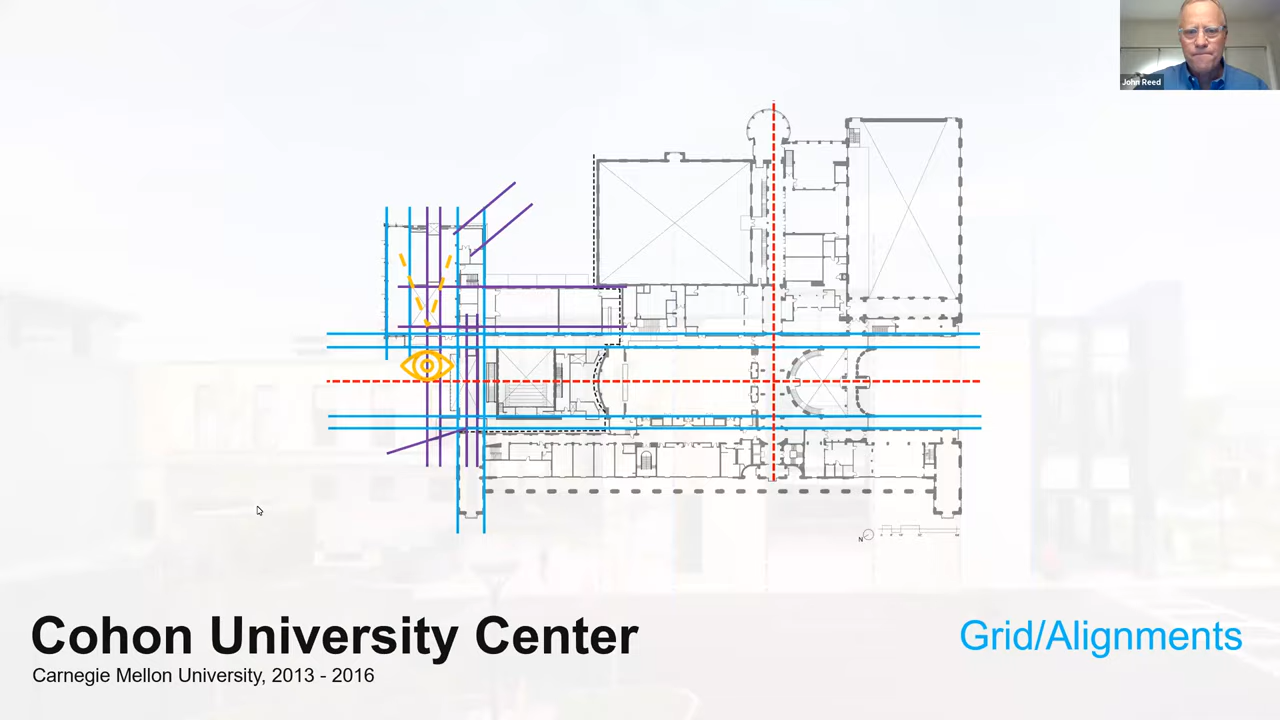 John Reed
N
Cohon University Center
Grid/Alignments
Carnegie Mellon University, 2013 - 2016